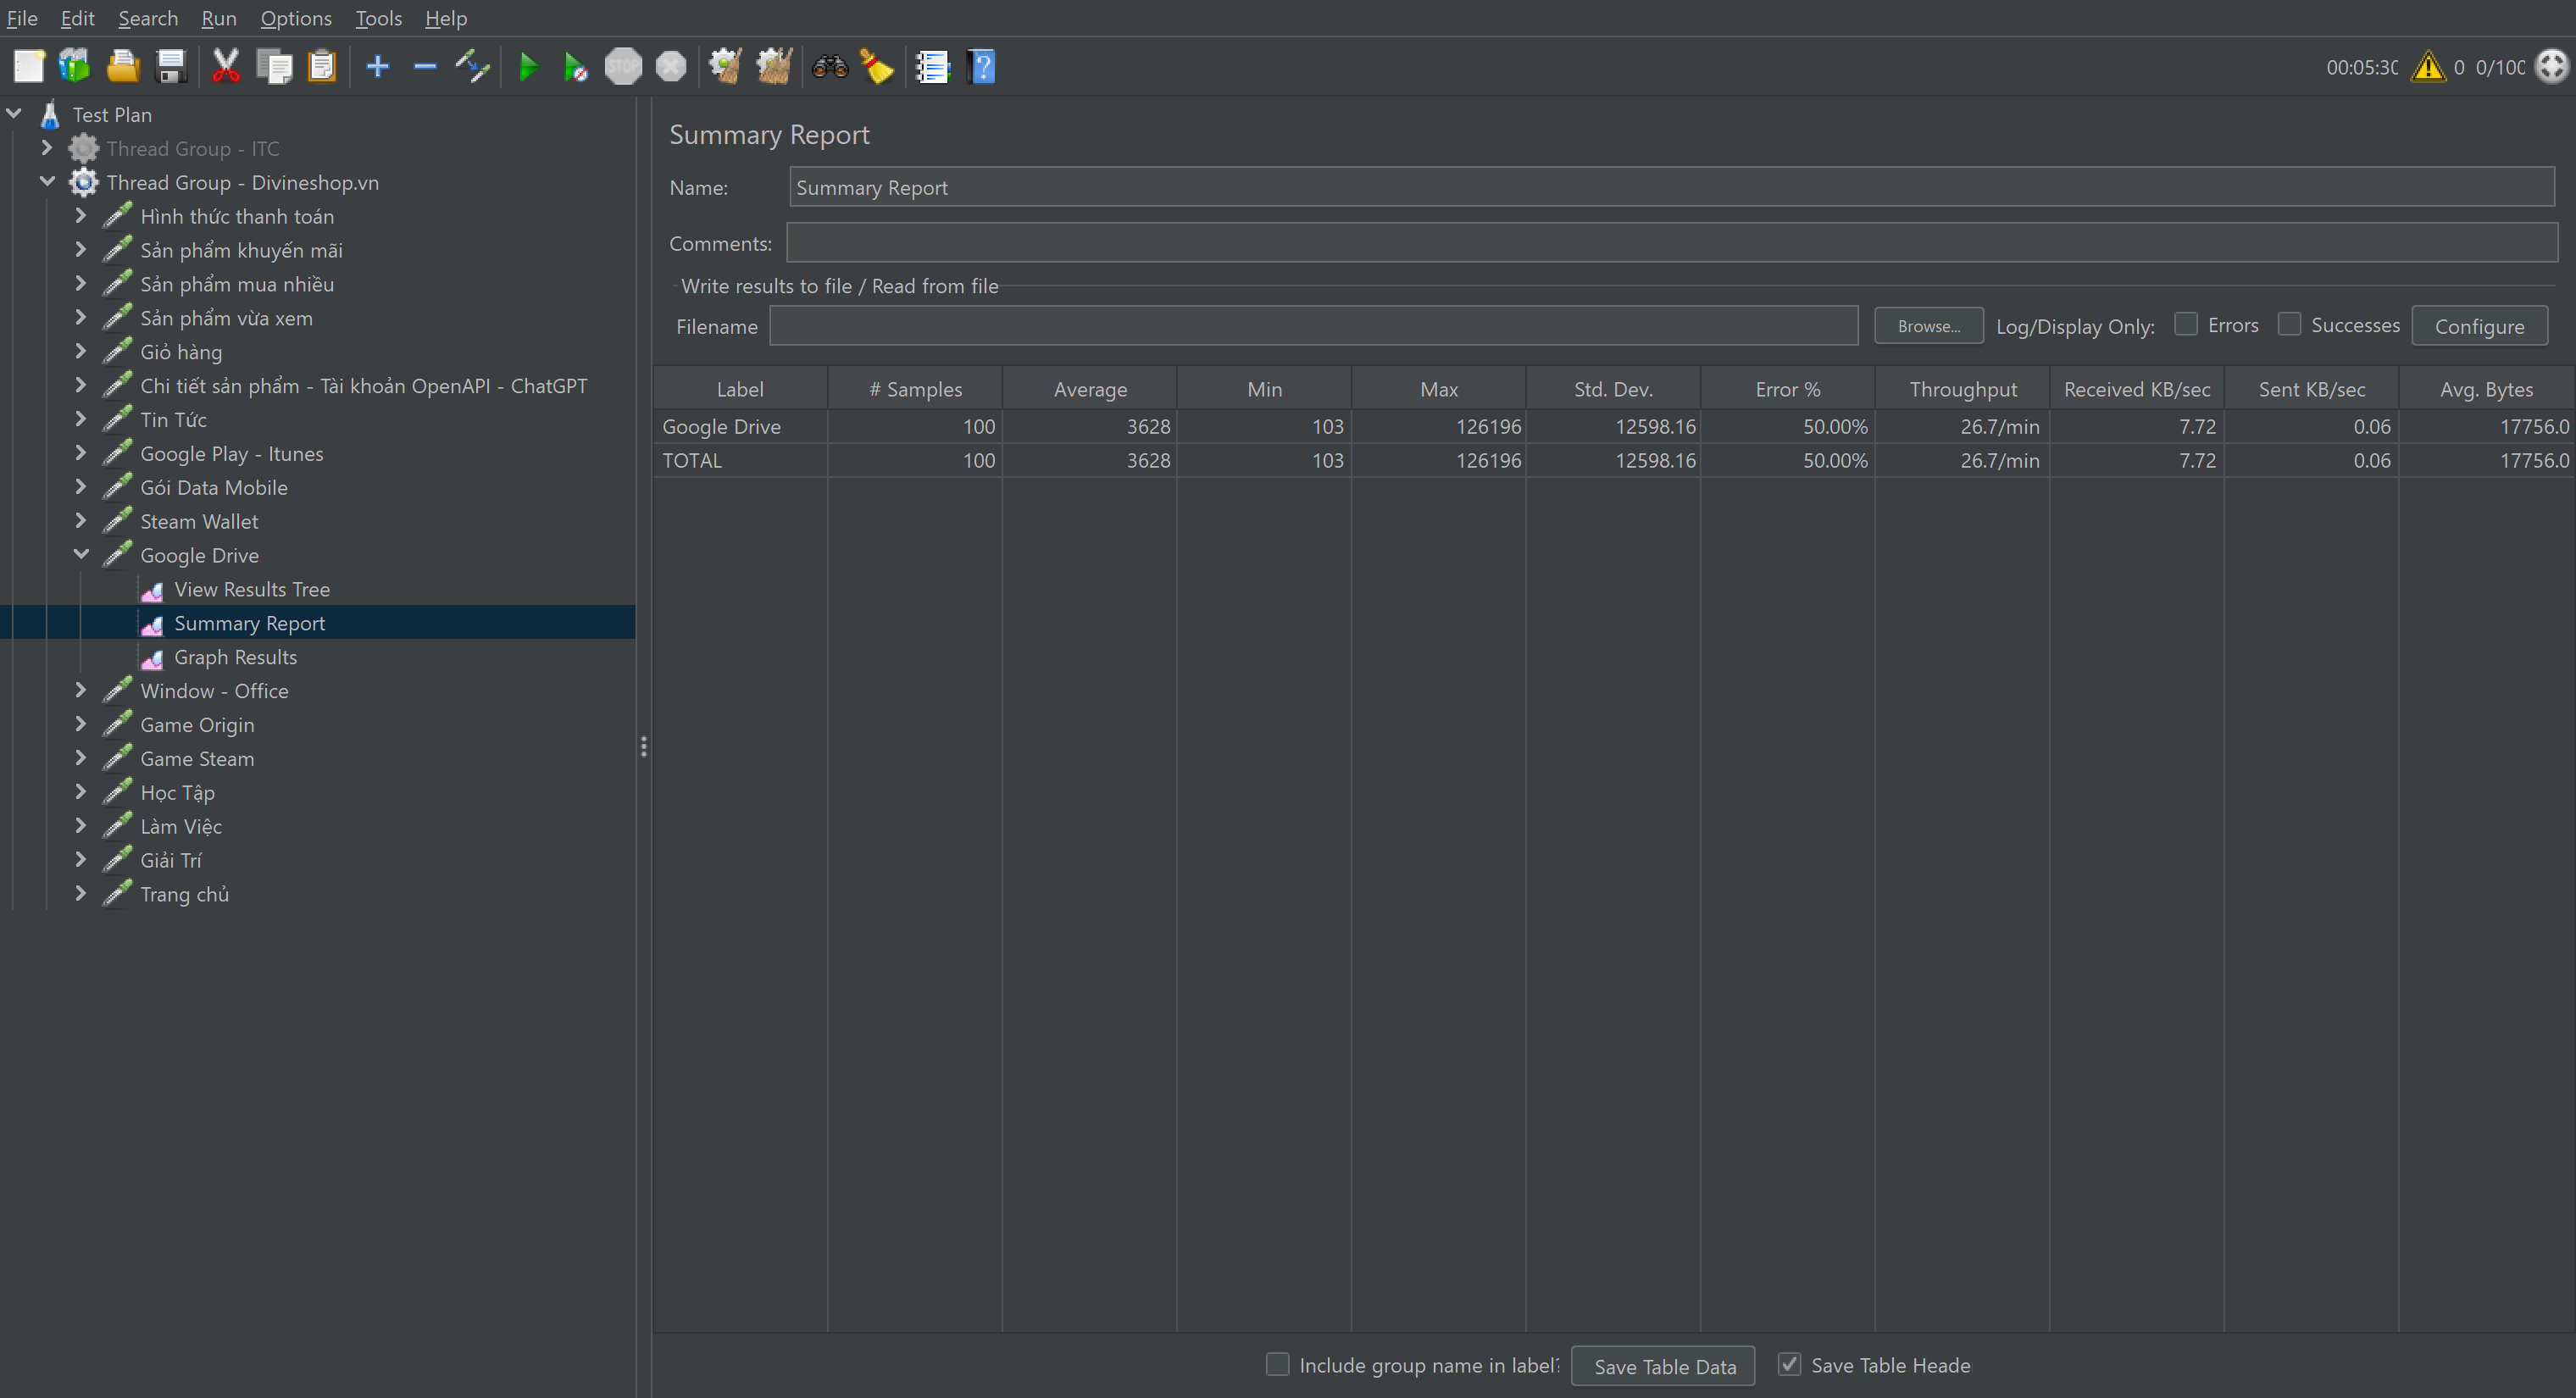 File Edit Search Run Options Tools Help
STOP
00:05:30 0 0/100
Test Plan
Thread Group - ITC
Thread Group - Divineshop.vn
Hình thức thanh toán
Sản phẩm khuyến mãi
Sản phẩm mua nhiều
Sản phẩm vừa xem
Giỏ hàng
Chi tiết sản phẩm - Tài khoản OpenAPI - ChatGPT
Tin Tức
Google Play - Itunes
Gói Data Mobile
Steam Wallet
Google Drive
View Results Tree
Summary Report
Graph Results
Window - Office
Game Origin
Game Steam
Học Tập
Làm Việc
Giải Trí
Trang chủ
Summary Report
Name: Summary Report
Comments:
Write results to file / Read from file
Filename Browse... Log/Display Only: Errors Successes Configure
Label # Samples Average Min Max Std. Dev. Error % Throughput Received KB/sec Sent KB/sec Avg. Bytes
Google Drive 100 3628 103 126196 12598.16 50.00% 26.7/min 7.72 0.06 17756.0
TOTAL 100 3628 103 126196 12598.16 50.00% 26.7/min 7.72 0.06 17756.0
Include group name in label? Save Table Data Save Table Heade